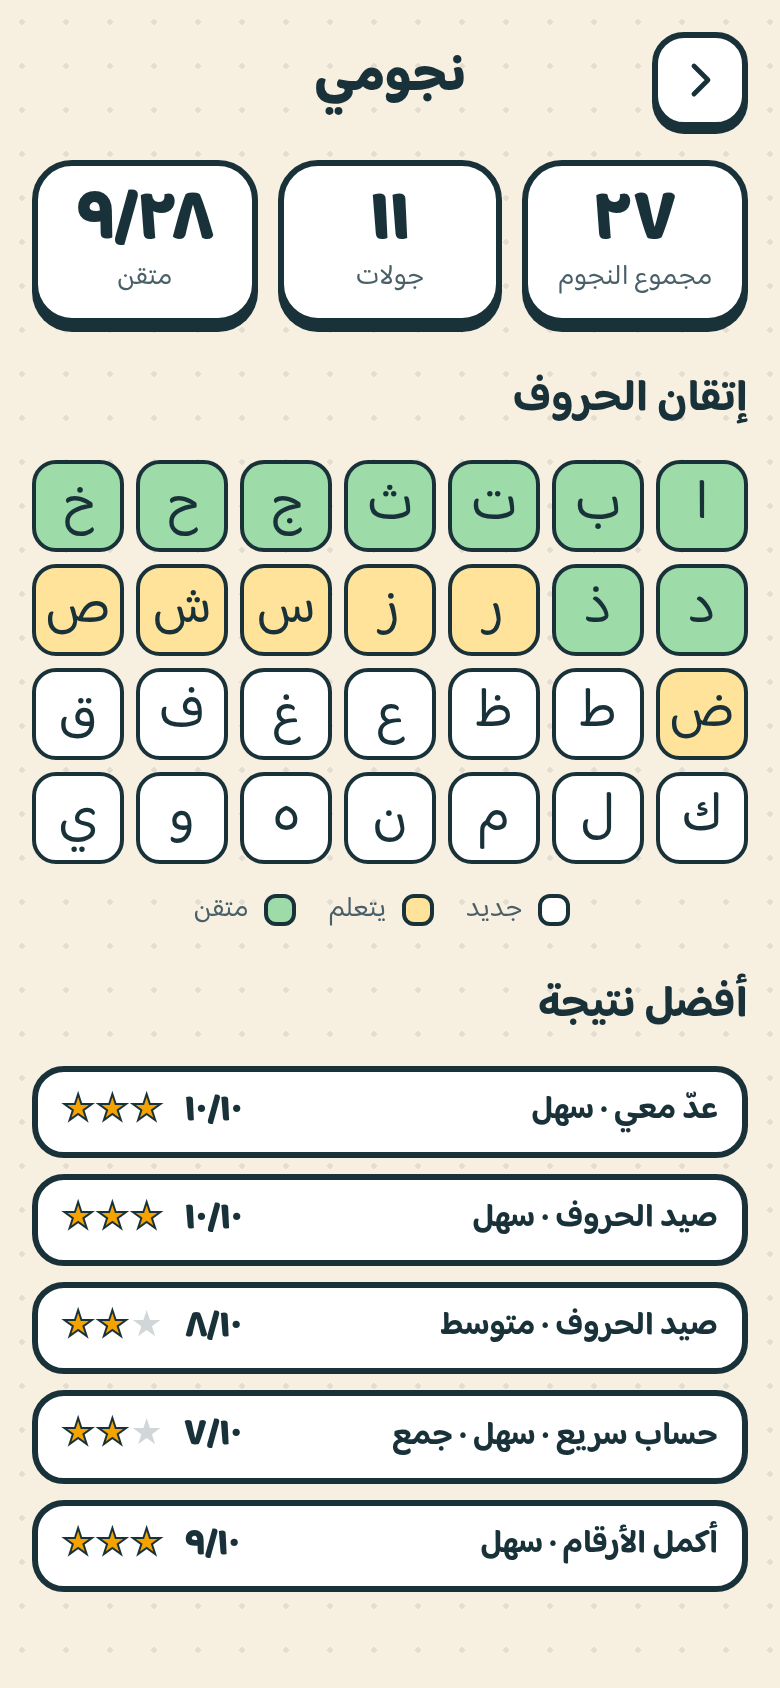 نجومي
٢٧
مجموع النجوم
١١
جولات
٩/٢٨
متقن
إتقان الحروف
ا ب ت ث ج ح خ
د ذ ر ز س ش ص
ض ط ظ ع غ ف ق
ك ل م ن ه و ي
جديد يتعلم متقن
أفضل نتيجة
عدّ معي · سهل ١٠/١٠
صيد الحروف · سهل ١٠/١٠
صيد الحروف · متوسط ٨/١٠
حساب سريع · سهل · جمع ٧/١٠
أكمل الأرقام · سهل ٩/١٠